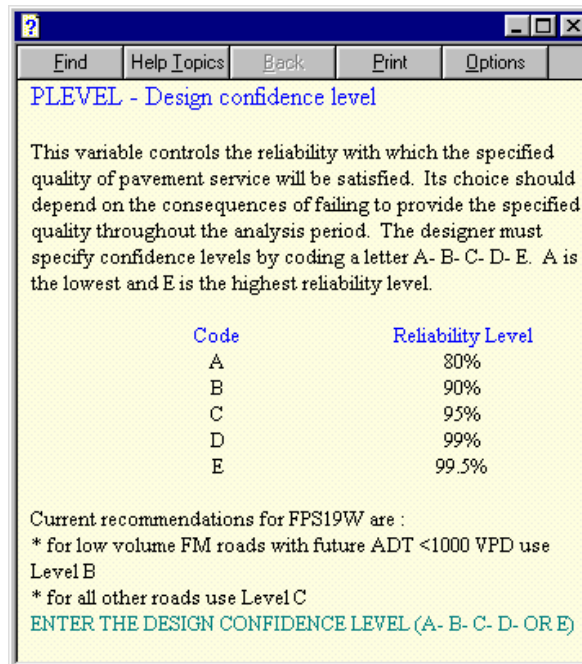 ?
Find Help Topics Back Print Options
PLEVEL - Design confidence level
This variable controls the reliability with which the specified
quality of pavement service will be satisfied. Its choice should
depend on the consequences of failing to provide the specified
quality throughout the analysis period. The designer must
specify confidence levels by coding a letter A- B- C- D- E. A is
the lowest and E is the highest reliability level.
Code Reliability Level
A 80%
B 90%
C 95%
D 99%
E 99.5%
Current recommendations for FPS19W are :
* for low volume FM roads with future ADT <1000 VPD use
Level B
* for all other roads use Level C
ENTER THE DESIGN CONFIDENCE LEVEL (A- B- C- D- OR E)